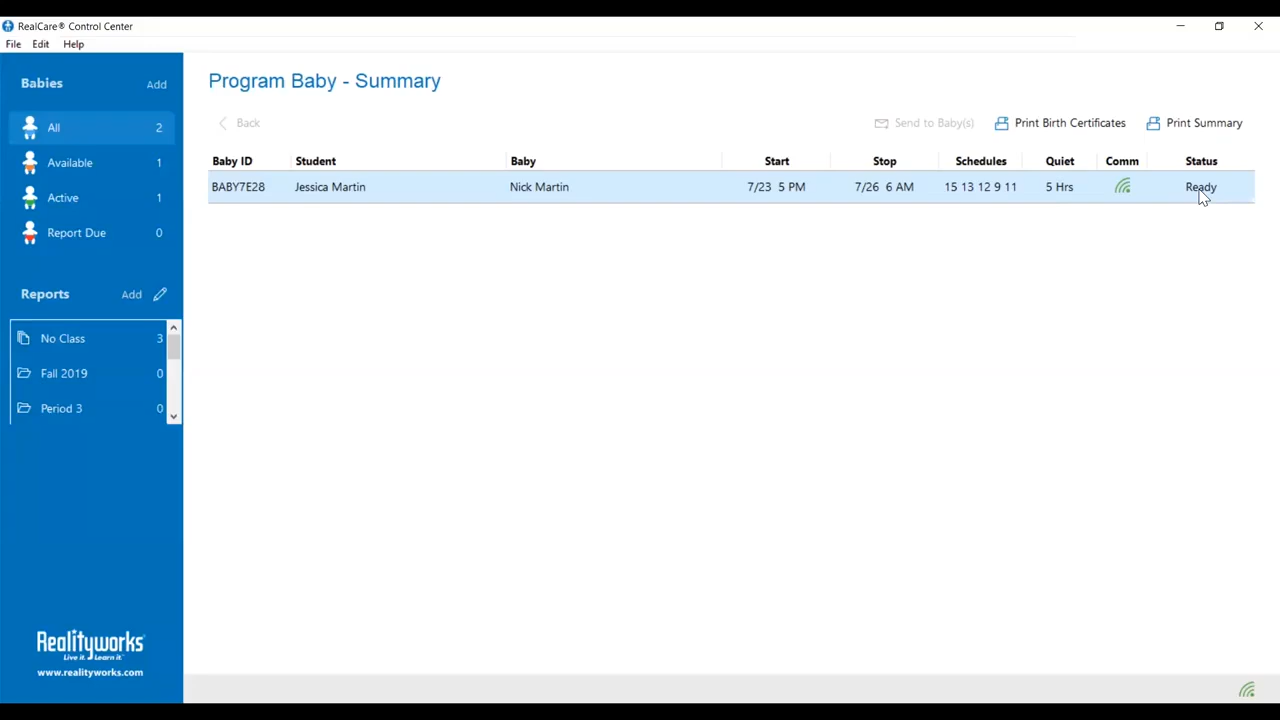 RealCare® Control Center
File Edit Help
Babies Add
All 2
Available 1
Active 1
Report Due 0
Reports Add
No Class 3
Fall 2019 0
Period 3 0
Realityworks®
Live it. Learn it.™
www.realityworks.com
Program Baby - Summary
Back Send to Baby(s) Print Birth Certificates Print Summary
Baby ID Student Baby Start Stop Schedules Quiet Comm Status
BABY7E28 Jessica Martin Nick Martin 7/23 5 PM 7/26 6 AM 15 13 12 9 11 5 Hrs Ready